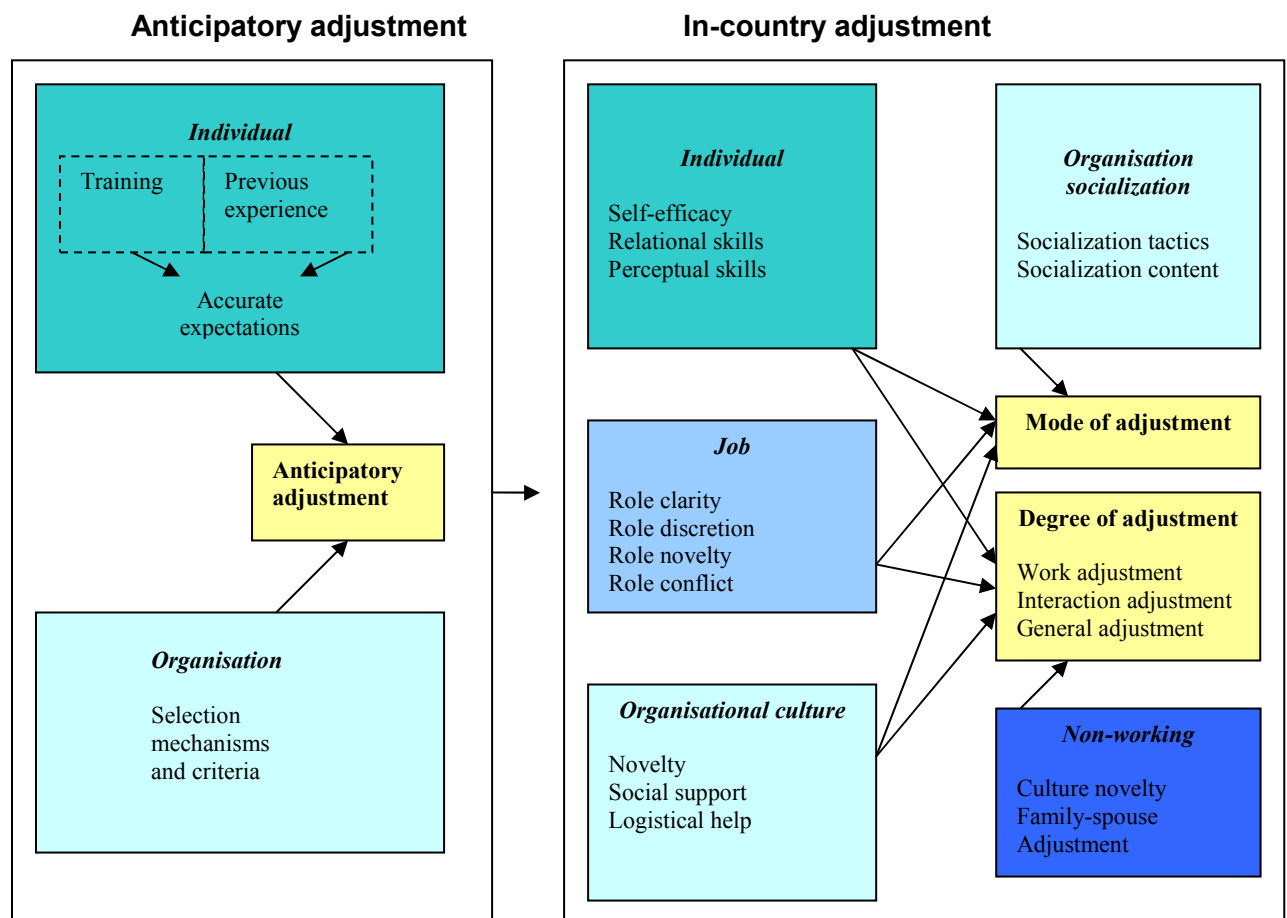 Anticipatory adjustment
Individual
Training
Previous
experience
Accurate
expectations
Anticipatory
adjustment
Organisation
Selection
mechanisms
and criteria
In-country adjustment
Individual
Self-efficacy
Relational skills
Perceptual skills
Job
Role clarity
Role discretion
Role novelty
Role conflict
Organisational culture
Novelty
Social support
Logistical help
Organisation
socialization
Socialization tactics
Socialization content
Mode of adjustment
Degree of adjustment
Work adjustment
Interaction adjustment
General adjustment
Non-working
Culture novelty
Family-spouse
Adjustment